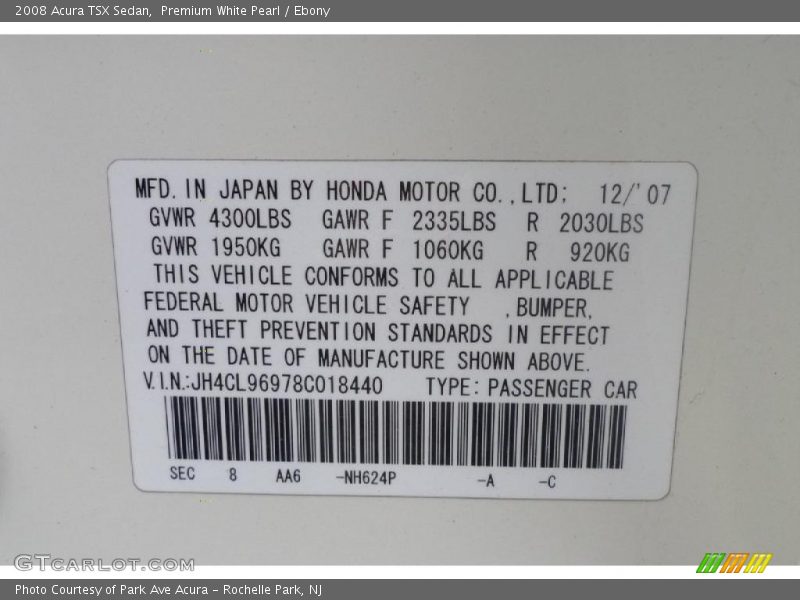 2008 Acura TSX Sedan,  Premium White Pearl / Ebony
MFD. IN JAPAN BY HONDA MOTOR CO.,LTD; 12/'07
GVWR 4300LBS GAWR F 2335LBS R 2030LBS
GVWR 1950KG GAWR F 1060KG R 920KG
THIS VEHICLE CONFORMS TO ALL APPLICABLE
FEDERAL MOTOR VEHICLE SAFETY ,BUMPER,
AND THEFT PREVENTION STANDARDS IN EFFECT
ON THE DATE OF MANUFACTURE SHOWN ABOVE.
V.I.N.:JH4CL96978C018440 TYPE: PASSENGER CAR
SEC 8 AA6 -NH624P -A -C
GTCARLOT.COM
Photo Courtesy of Park Ave Acura - Rochelle Park, NJ